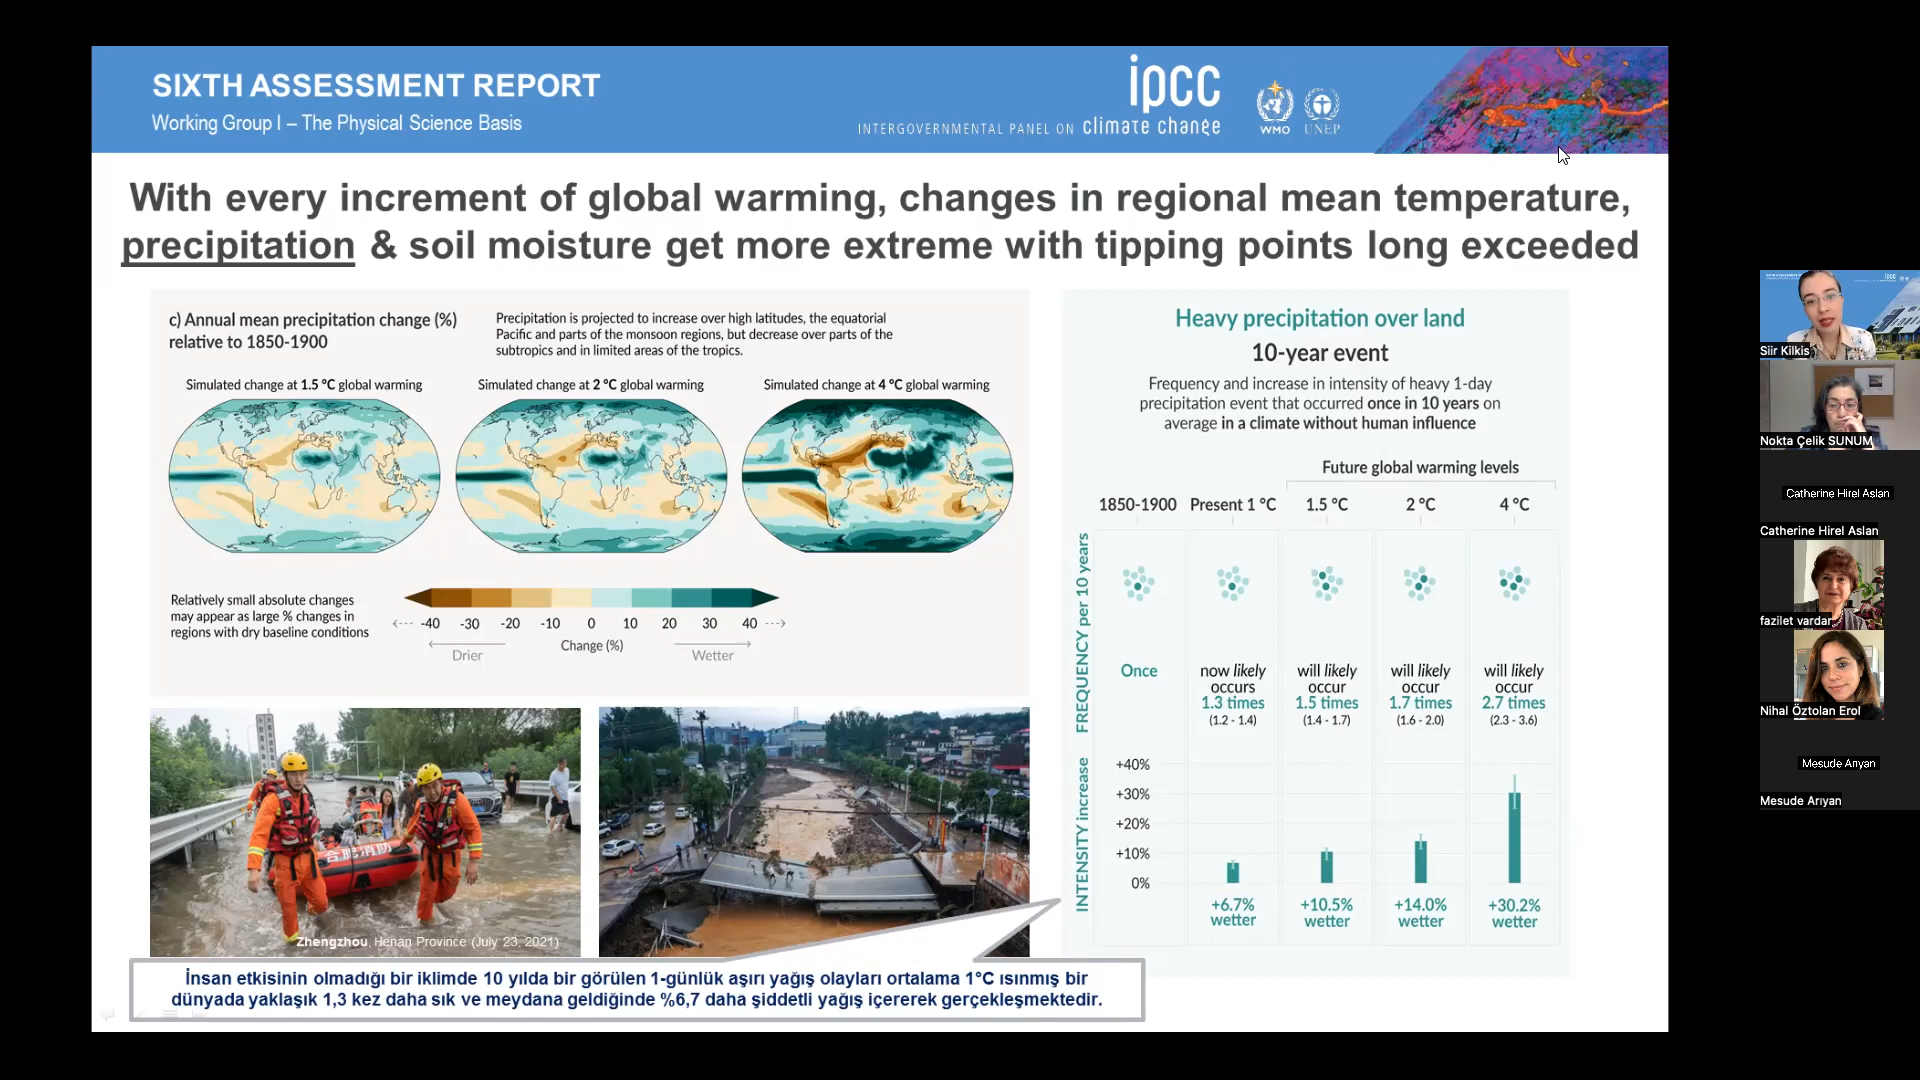 SIXTH ASSESSMENT REPORT
Working Group I – The Physical Science Basis
ipcc
INTERGOVERNMENTAL PANEL ON climate change
WMO
UNEP
With every increment of global warming, changes in regional mean temperature,
precipitation & soil moisture get more extreme with tipping points long exceeded
c) Annual mean precipitation change (%)
relative to 1850-1900
Precipitation is projected to increase over high latitudes, the equatorial
Pacific and parts of the monsoon regions, but decrease over parts of the
subtropics and in limited areas of the tropics.
Simulated change at 1.5 °C global warming
Simulated change at 2 °C global warming
Simulated change at 4 °C global warming
Relatively small absolute changes
may appear as large % changes in
regions with dry baseline conditions
-40 -30 -20 -10 0 10 20 30 40
Change (%)
Drier
Wetter
Heavy precipitation over land
10-year event
Frequency and increase in intensity of heavy 1-day
precipitation event that occurred once in 10 years on
average in a climate without human influence
Future global warming levels
1850-1900 Present 1 °C 1.5 °C 2 °C 4 °C
FREQUENCY per 10 years
Once
now likely
occurs
1.3 times
(1.2 - 1.4)
will likely
occur
1.5 times
(1.4 - 1.7)
will likely
occur
1.7 times
(1.6 - 2.0)
will likely
occur
2.7 times
(2.3 - 3.6)
INTENSITY increase
+40%
+30%
+20%
+10%
0%
+6.7%
wetter
+10.5%
wetter
+14.0%
wetter
+30.2%
wetter
合肥消防
Zhengzhou, Henan Province (July 23, 2021)
İnsan etkisinin olmadığı bir iklimde 10 yılda bir görülen 1-günlük aşırı yağış olayları ortalama 1°C ısınmış bir
dünyada yaklaşık 1,3 kez daha sık ve meydana geldiğinde %6,7 daha şiddetli yağış içererek gerçekleşmektedir.
ipcc
Siir Kilkis
Nokta Çelik SUNUM
Catherine Hirel Aslan
Catherine Hirel Aslan
fazilet vardar
Nihal Öztolan Erol
Mesude Arıyan
Mesude Arıyan